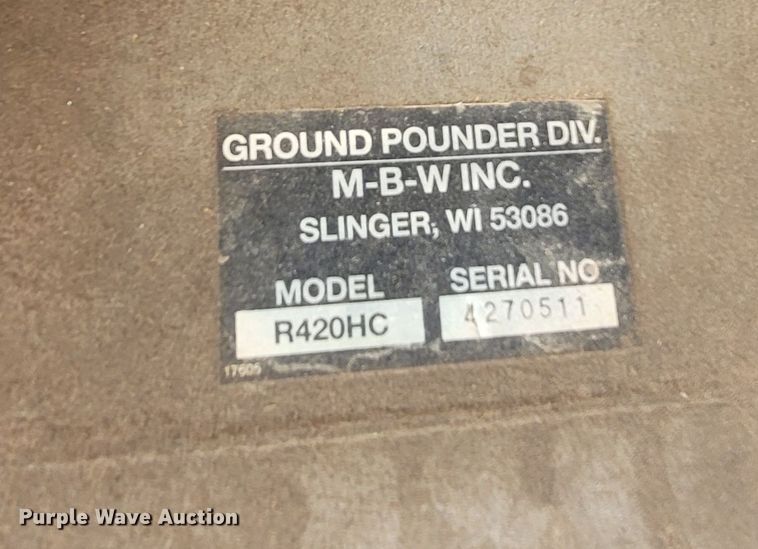 GROUND POUNDER DIV.
M-B-W INC.
SLINGER, WI 53086
MODEL SERIAL NO
R420HC 4270511
17605
Purple Wave Auction